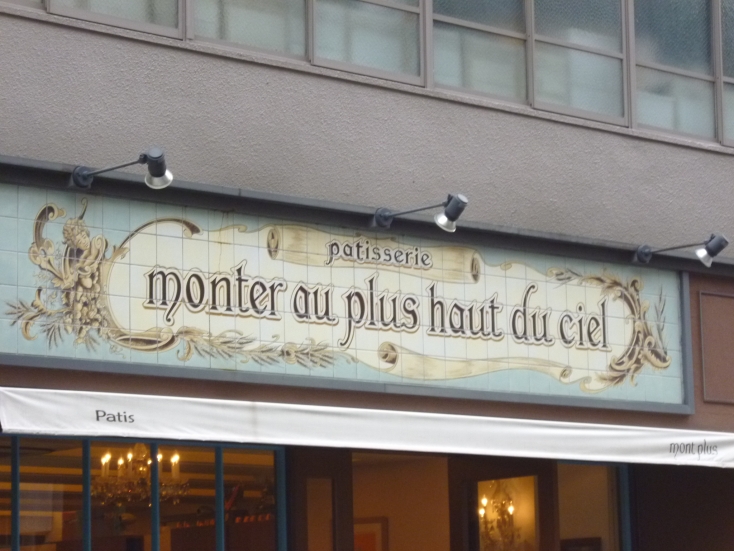 patisserie
monter au plus haut du ciel
Patis
mont plus